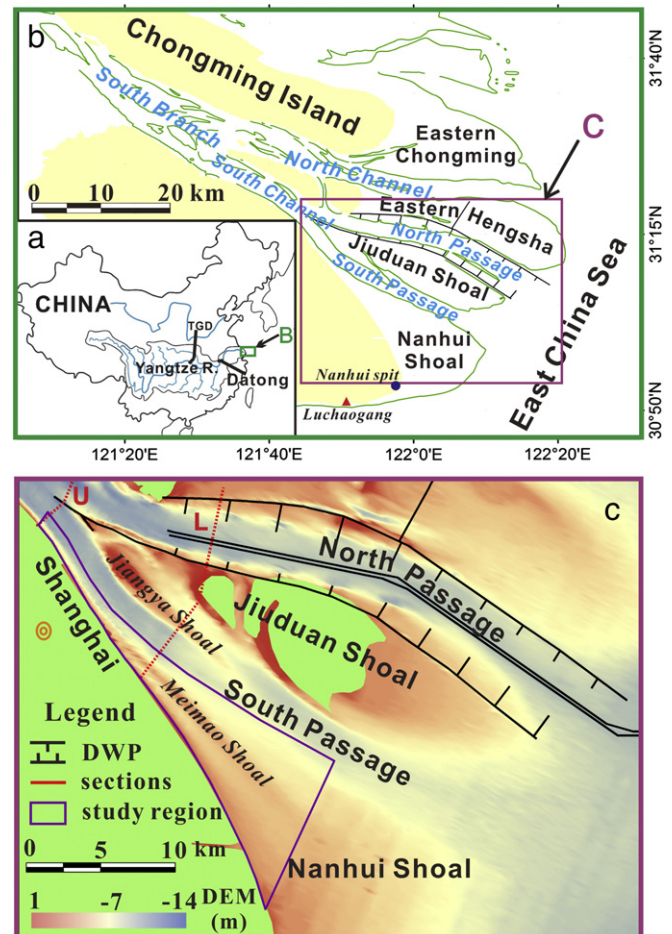 b
Chongming Island
South Branch
Eastern
Chongming
C
North Channel
South Channel
0 10 20 km
Eastern Hengsha
North Passage
Jiuduan Shoal
South Passage
Nanhui
Shoal
East China Sea
Nanhui spit
Luchaogang
31°40'N
31°15'N
30°50'N
a
CHINA
TGD
B
Yangtze R.
Datong
121°20'E 121°40'E 122°0'E 122°20'E
c
U
L
North Passage
Jiangya Shoal
Jiuduan Shoal
Shanghai
South Passage
Meimao Shoal
Legend
DWP
sections
study region
0 5 10 km
Nanhui Shoal
1 -7 -14 DEM
(m)